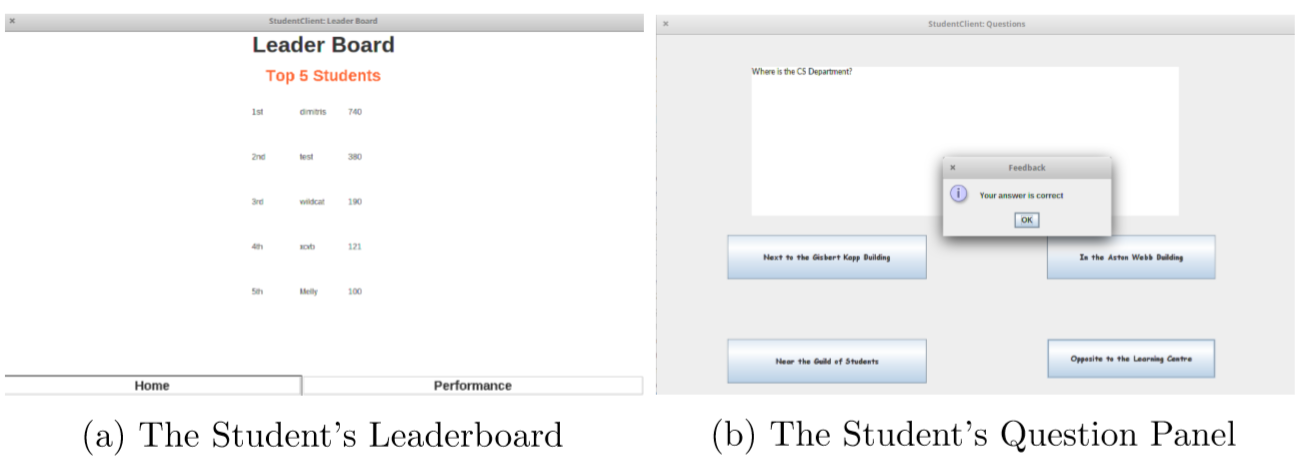 StudentClient: Leader Board
Leader Board
Top 5 Students
1st dimitris 740
2nd test 380
3rd wildcat 190
4th 121
5th Melly 100
Home Performance
(a) The Student's Leaderboard
StudentClient: Questions
Where is the CS Department?
Feedback
i
Your answer is correct
OK
Next to the Gisbert Kapp Building
In the Aston Webb Building
Near the Guild of Students
Opposite to the Learning Centre
(b) The Student's Question Panel